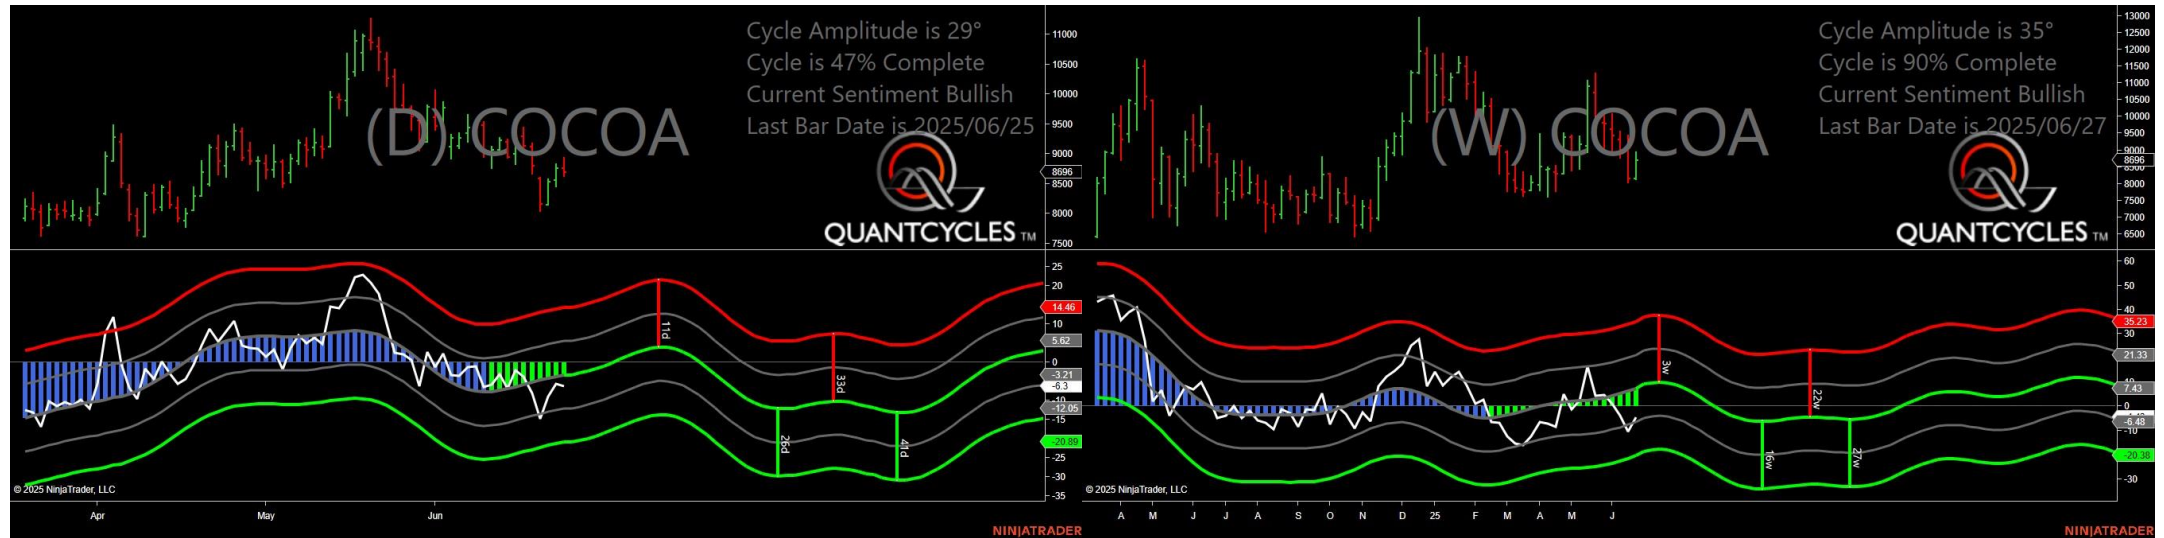 Cycle Amplitude is 29°
Cycle is 47% Complete
Current Sentiment Bullish
Last Bar Date is 2025/06/25
(D) COCOA
QUANTCYCLES TM
11000
10500
10000
9500
9000
8696
8500
8000
7500
25
20
14.46
10
5.62
0
-3.21
-6.3
-10
-12.05
-15
-20.89
-25
-30
-35
11d
26d
33d
41d
© 2025 NinjaTrader, LLC
Apr
May
Jun
NINJATRADER
Cycle Amplitude is 35°
Cycle is 90% Complete
Current Sentiment Bullish
Last Bar Date is 2025/06/27
(W) COCOA
QUANTCYCLES TM
13000
12500
12000
11500
11000
10500
10000
9500
9000
8696
8000
7500
7000
6500
60
50
40
35.23
30
21.33
10
7.43
0
-6.48
-10
-20.38
-30
3w
16w
22w
27w
© 2025 NinjaTrader, LLC
A
M
J
J
A
S
O
N
D
25
F
M
A
M
J
NINJATRADER